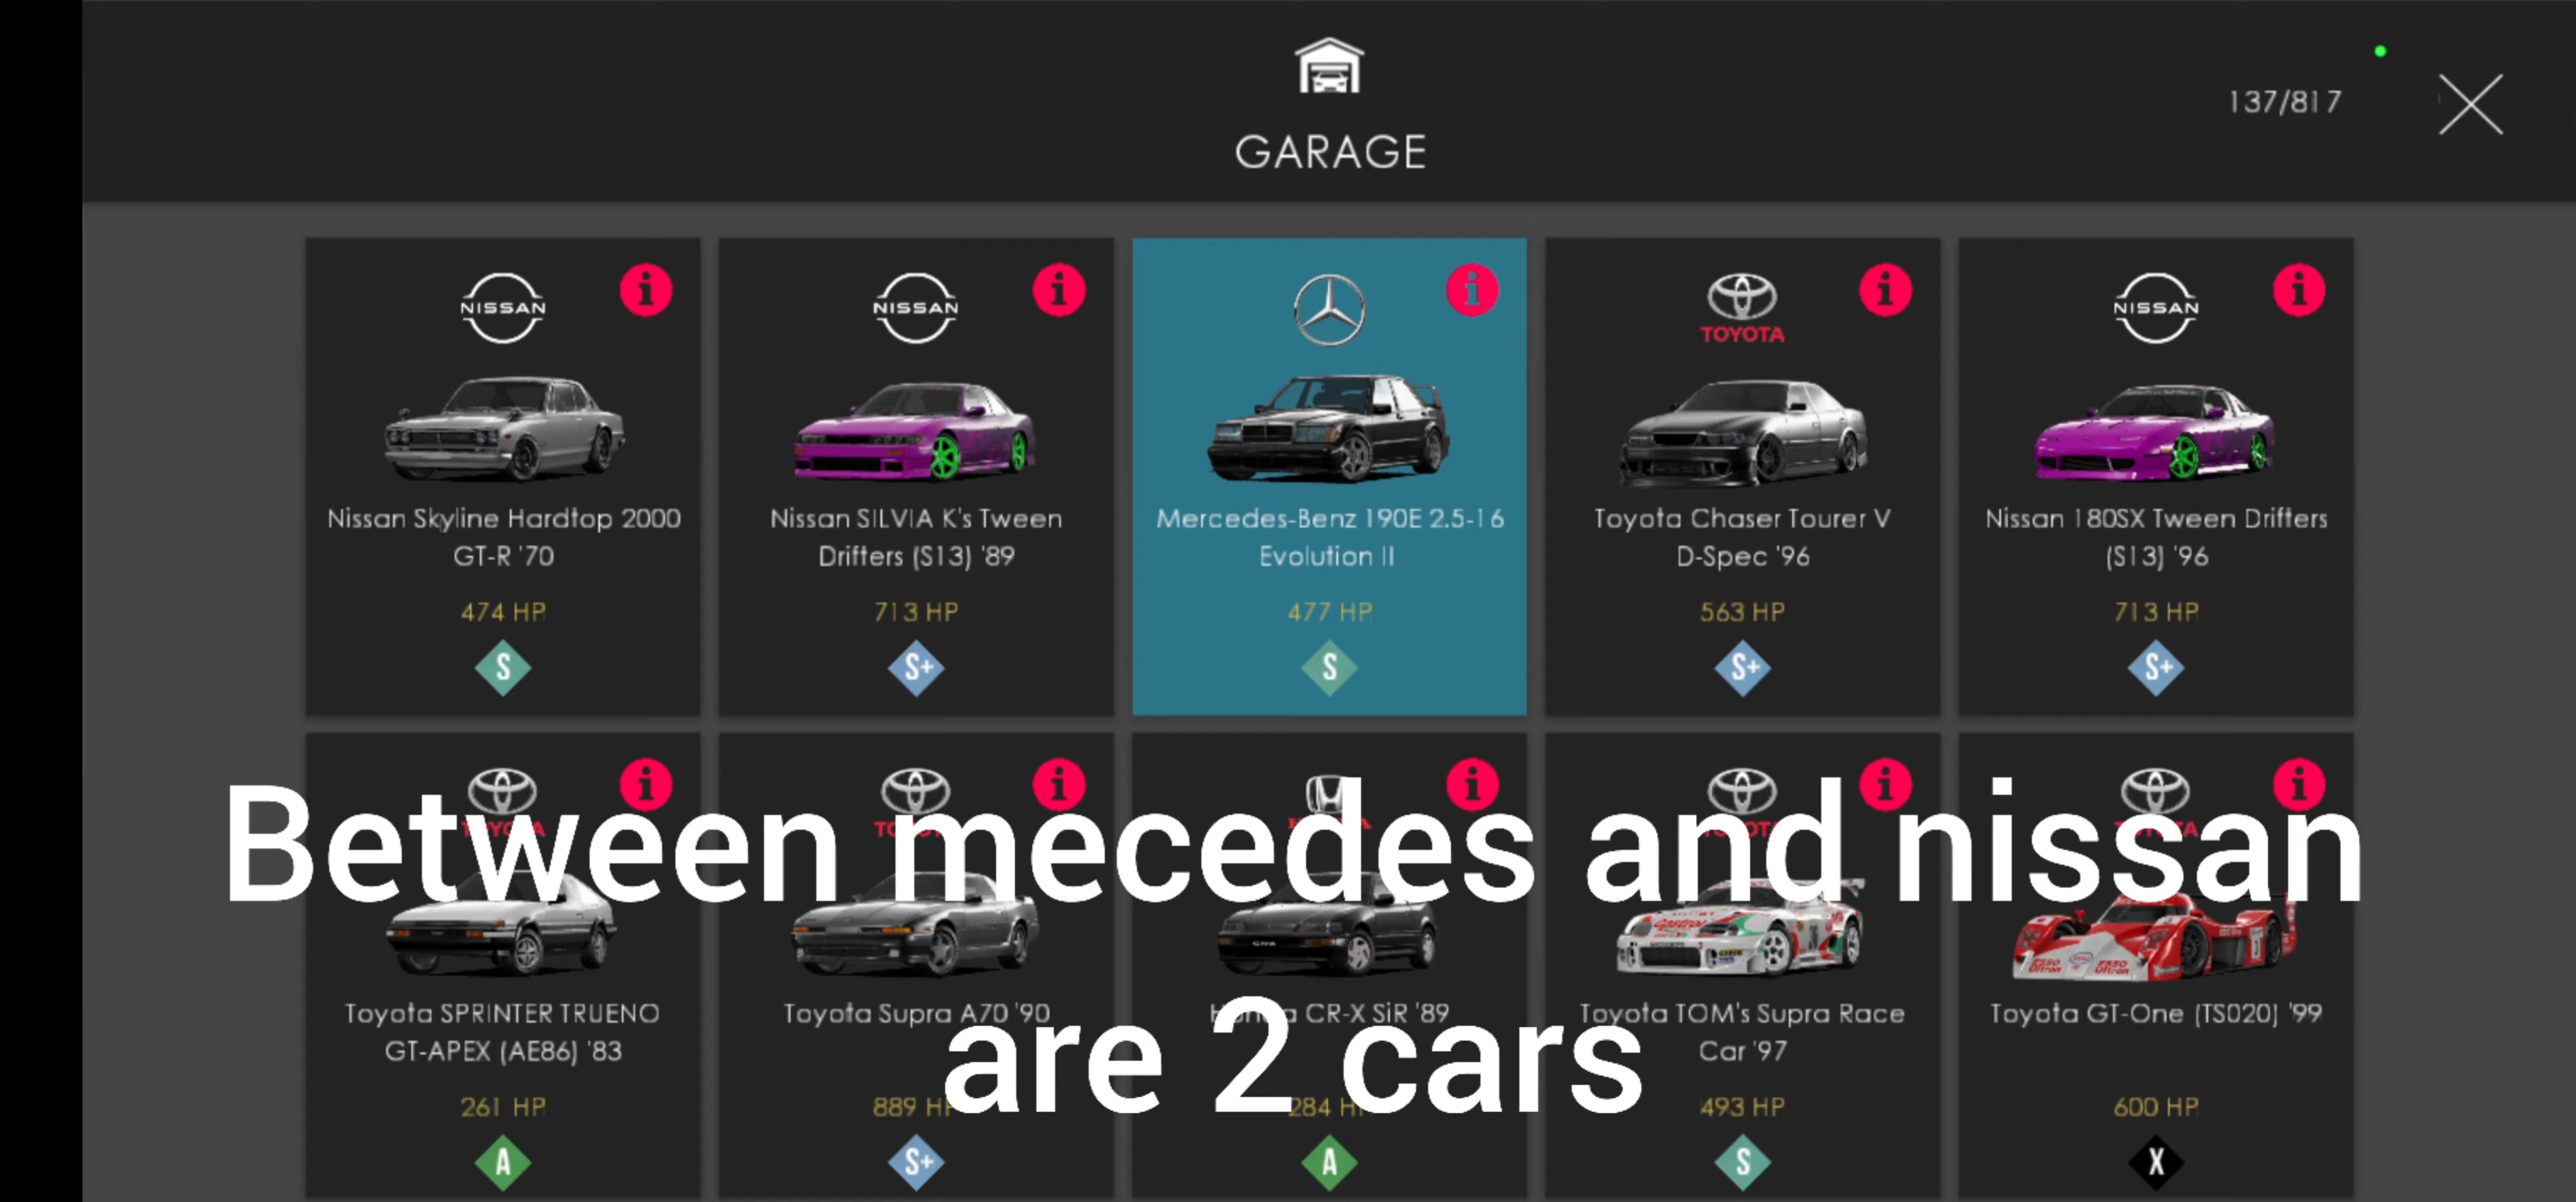 137/817
GARAGE
NISSAN
NISSAN
TOYOTA
NISSAN
Nissan Skyline Hardtop 2000
GT-R '70
474 HP
S
Nissan SILVIA K's Tween
Drifters (S13) '89
713 HP
S+
Mercedes-Benz 190E 2.5-16
Evolution II
477 HP
S
Toyota Chaser Tourer V
D-Spec '96
563 HP
S+
Nissan 180SX Tween Drifters
(S13) '96
713 HP
S+
Between mecedes and nissan
are 2 cars
Toyota SPRINTER TRUENO
GT-APEX (AE86) '83
261 HP
A
Toyota Supra A70 '90
889 HP
S+
CR-X SiR '89
284
A
Toyota TOM's Supra Race
Car '97
493 HP
S
Toyota GT-One (TS020) '99
600 HP
X